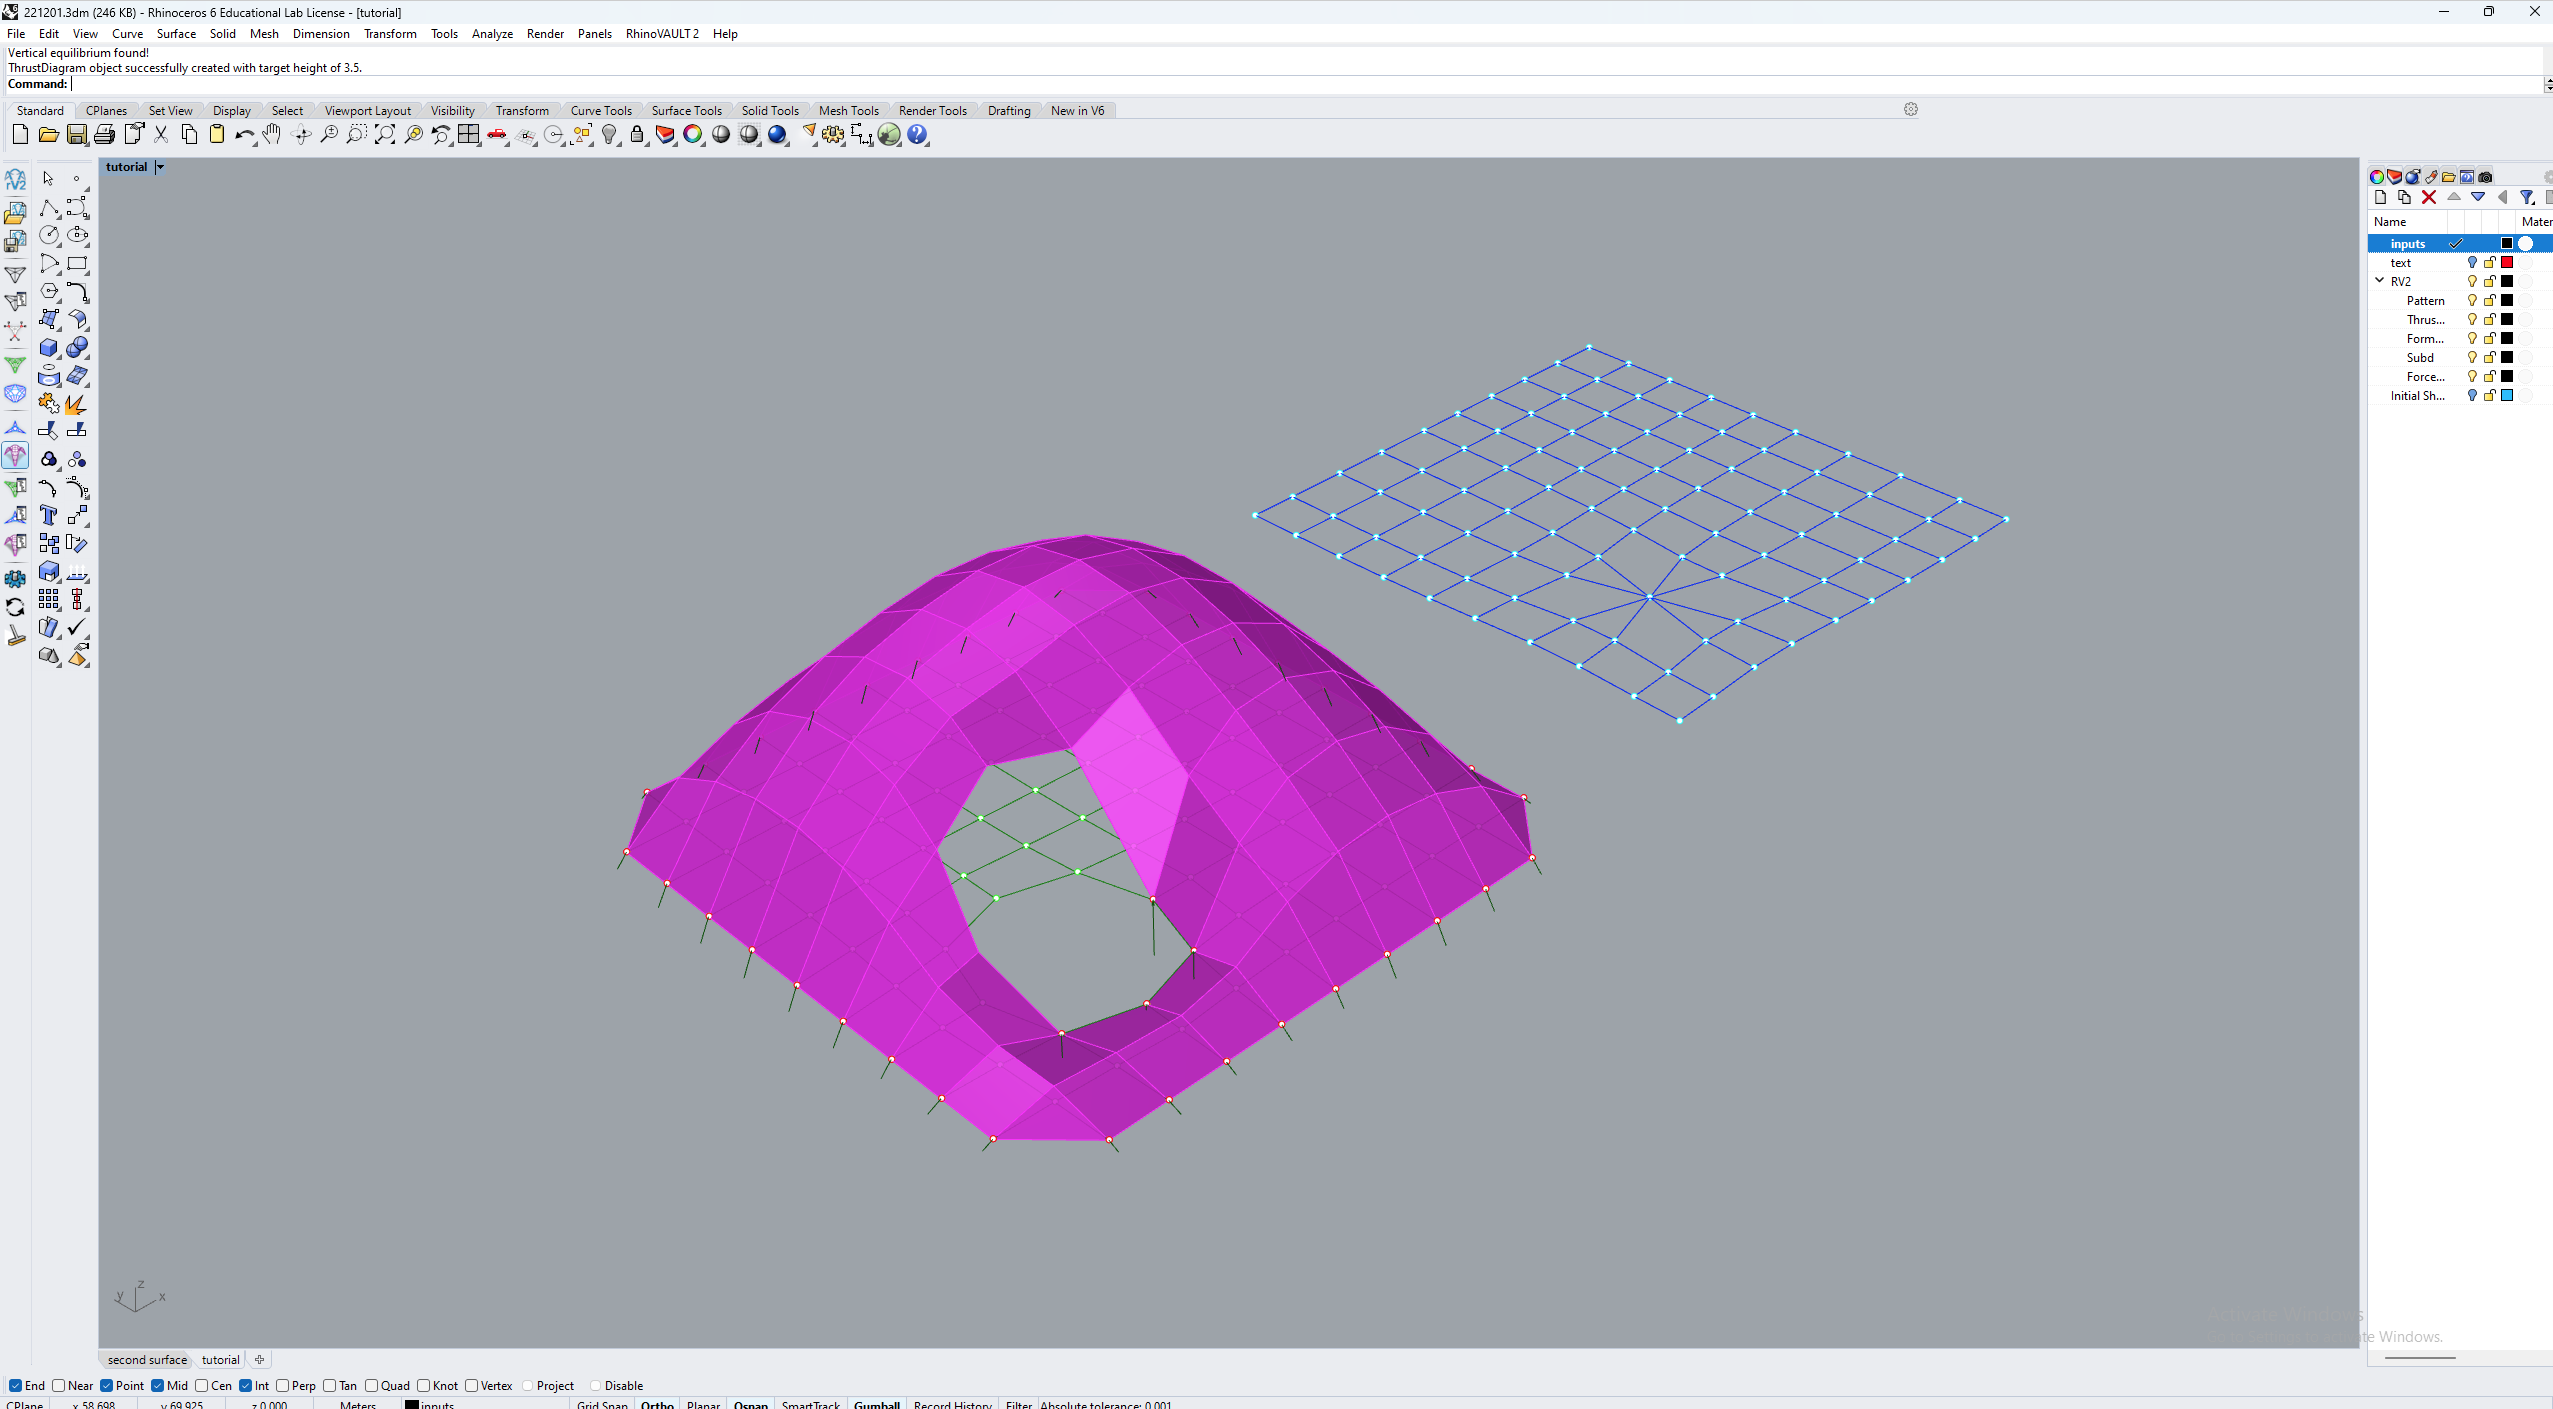 221201.3dm (246 KB) - Rhinoceros 6 Educational Lab License - [tutorial]
File Edit View Curve Surface Solid Mesh Dimension Transform Tools Analyze Render Panels RhinoVAULT 2 Help
Vertical equilibrium found!
ThrustDiagram object successfully created with target height of 3.5.
Command:
Standard CPlanes Set View Display Select Viewport Layout Visibility Transform Curve Tools Surface Tools Solid Tools Mesh Tools Render Tools Drafting New in V6
tutorial
Name Mater
inputs
text
RV2
Pattern
Thrus...
Form...
Subd
Force...
Initial Sh...
z
y x
Activate Windows
te Windows.
second surface tutorial
End Near Point Mid Cen Int Perp Tan Quad Knot Vertex Project Disable
CPlane x 58.698 y 69.925 z 0.000 Meters inputs Grid Snap Ortho Planar Osnap SmartTrack Gumball Record History Filter Absolute tolerance: 0.001